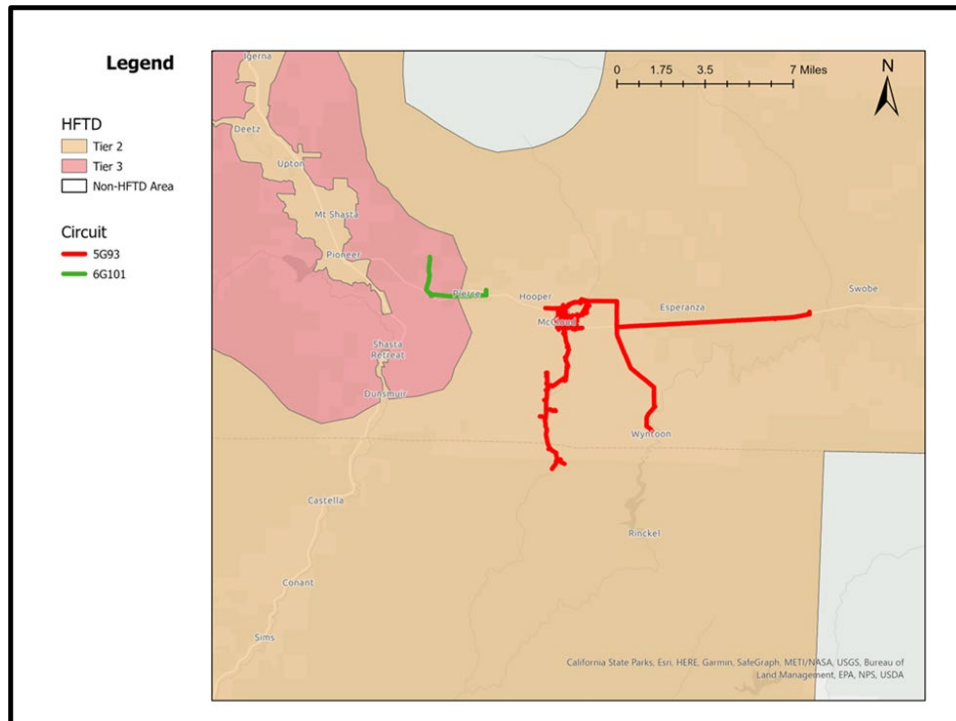 Legend
HFTD
Tier 2
Tier 3
Non-HFTD Area
Circuit
5G93
6G101
0 1.75 3.5 7 Miles
N
Igerna
Deetz
Upton
Mt Shasta
Pioneer
Pierce
Hooper
McCloud
Esperanza
Swobe
Shasta
Retreat
Dunsmuir
Wyntoon
Castella
Rinckel
Conant
Sims
California State Parks, Esri, HERE, Garmin, SafeGraph, METI/NASA, USGS, Bureau of
Land Management, EPA, NPS, USDA